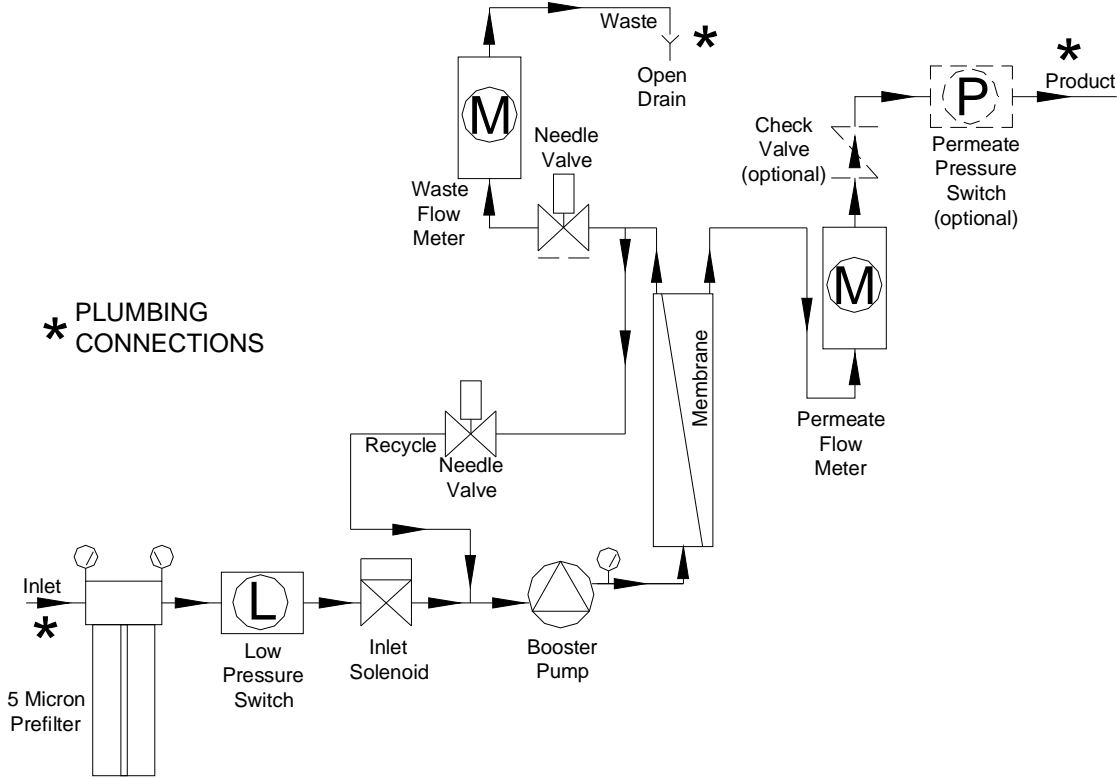 Waste
*
Open
Drain
M
Needle
Valve
Waste
Flow
Meter
*
Product
P
Check
Valve
(optional)
Permeate
Pressure
Switch
(optional)
M
* PLUMBING
CONNECTIONS
Membrane
Permeate
Flow
Meter
Recycle
Needle
Valve
Inlet
*
L
Low
Pressure
Switch
Inlet
Solenoid
Booster
Pump
5 Micron
Prefilter